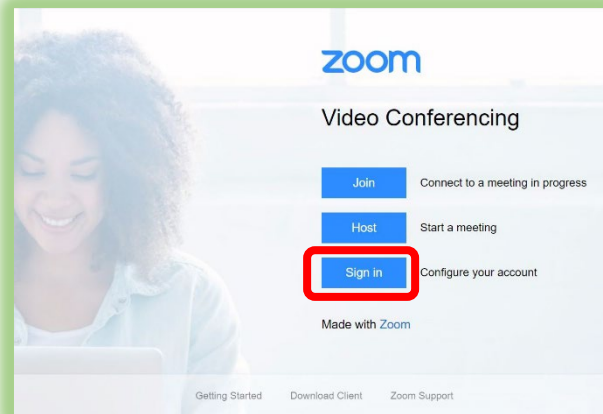 zoom
Video Conferencing
Join Connect to a meeting in progress
Host Start a meeting
Sign in Configure your account
Made with Zoom
Getting Started Download Client Zoom Support